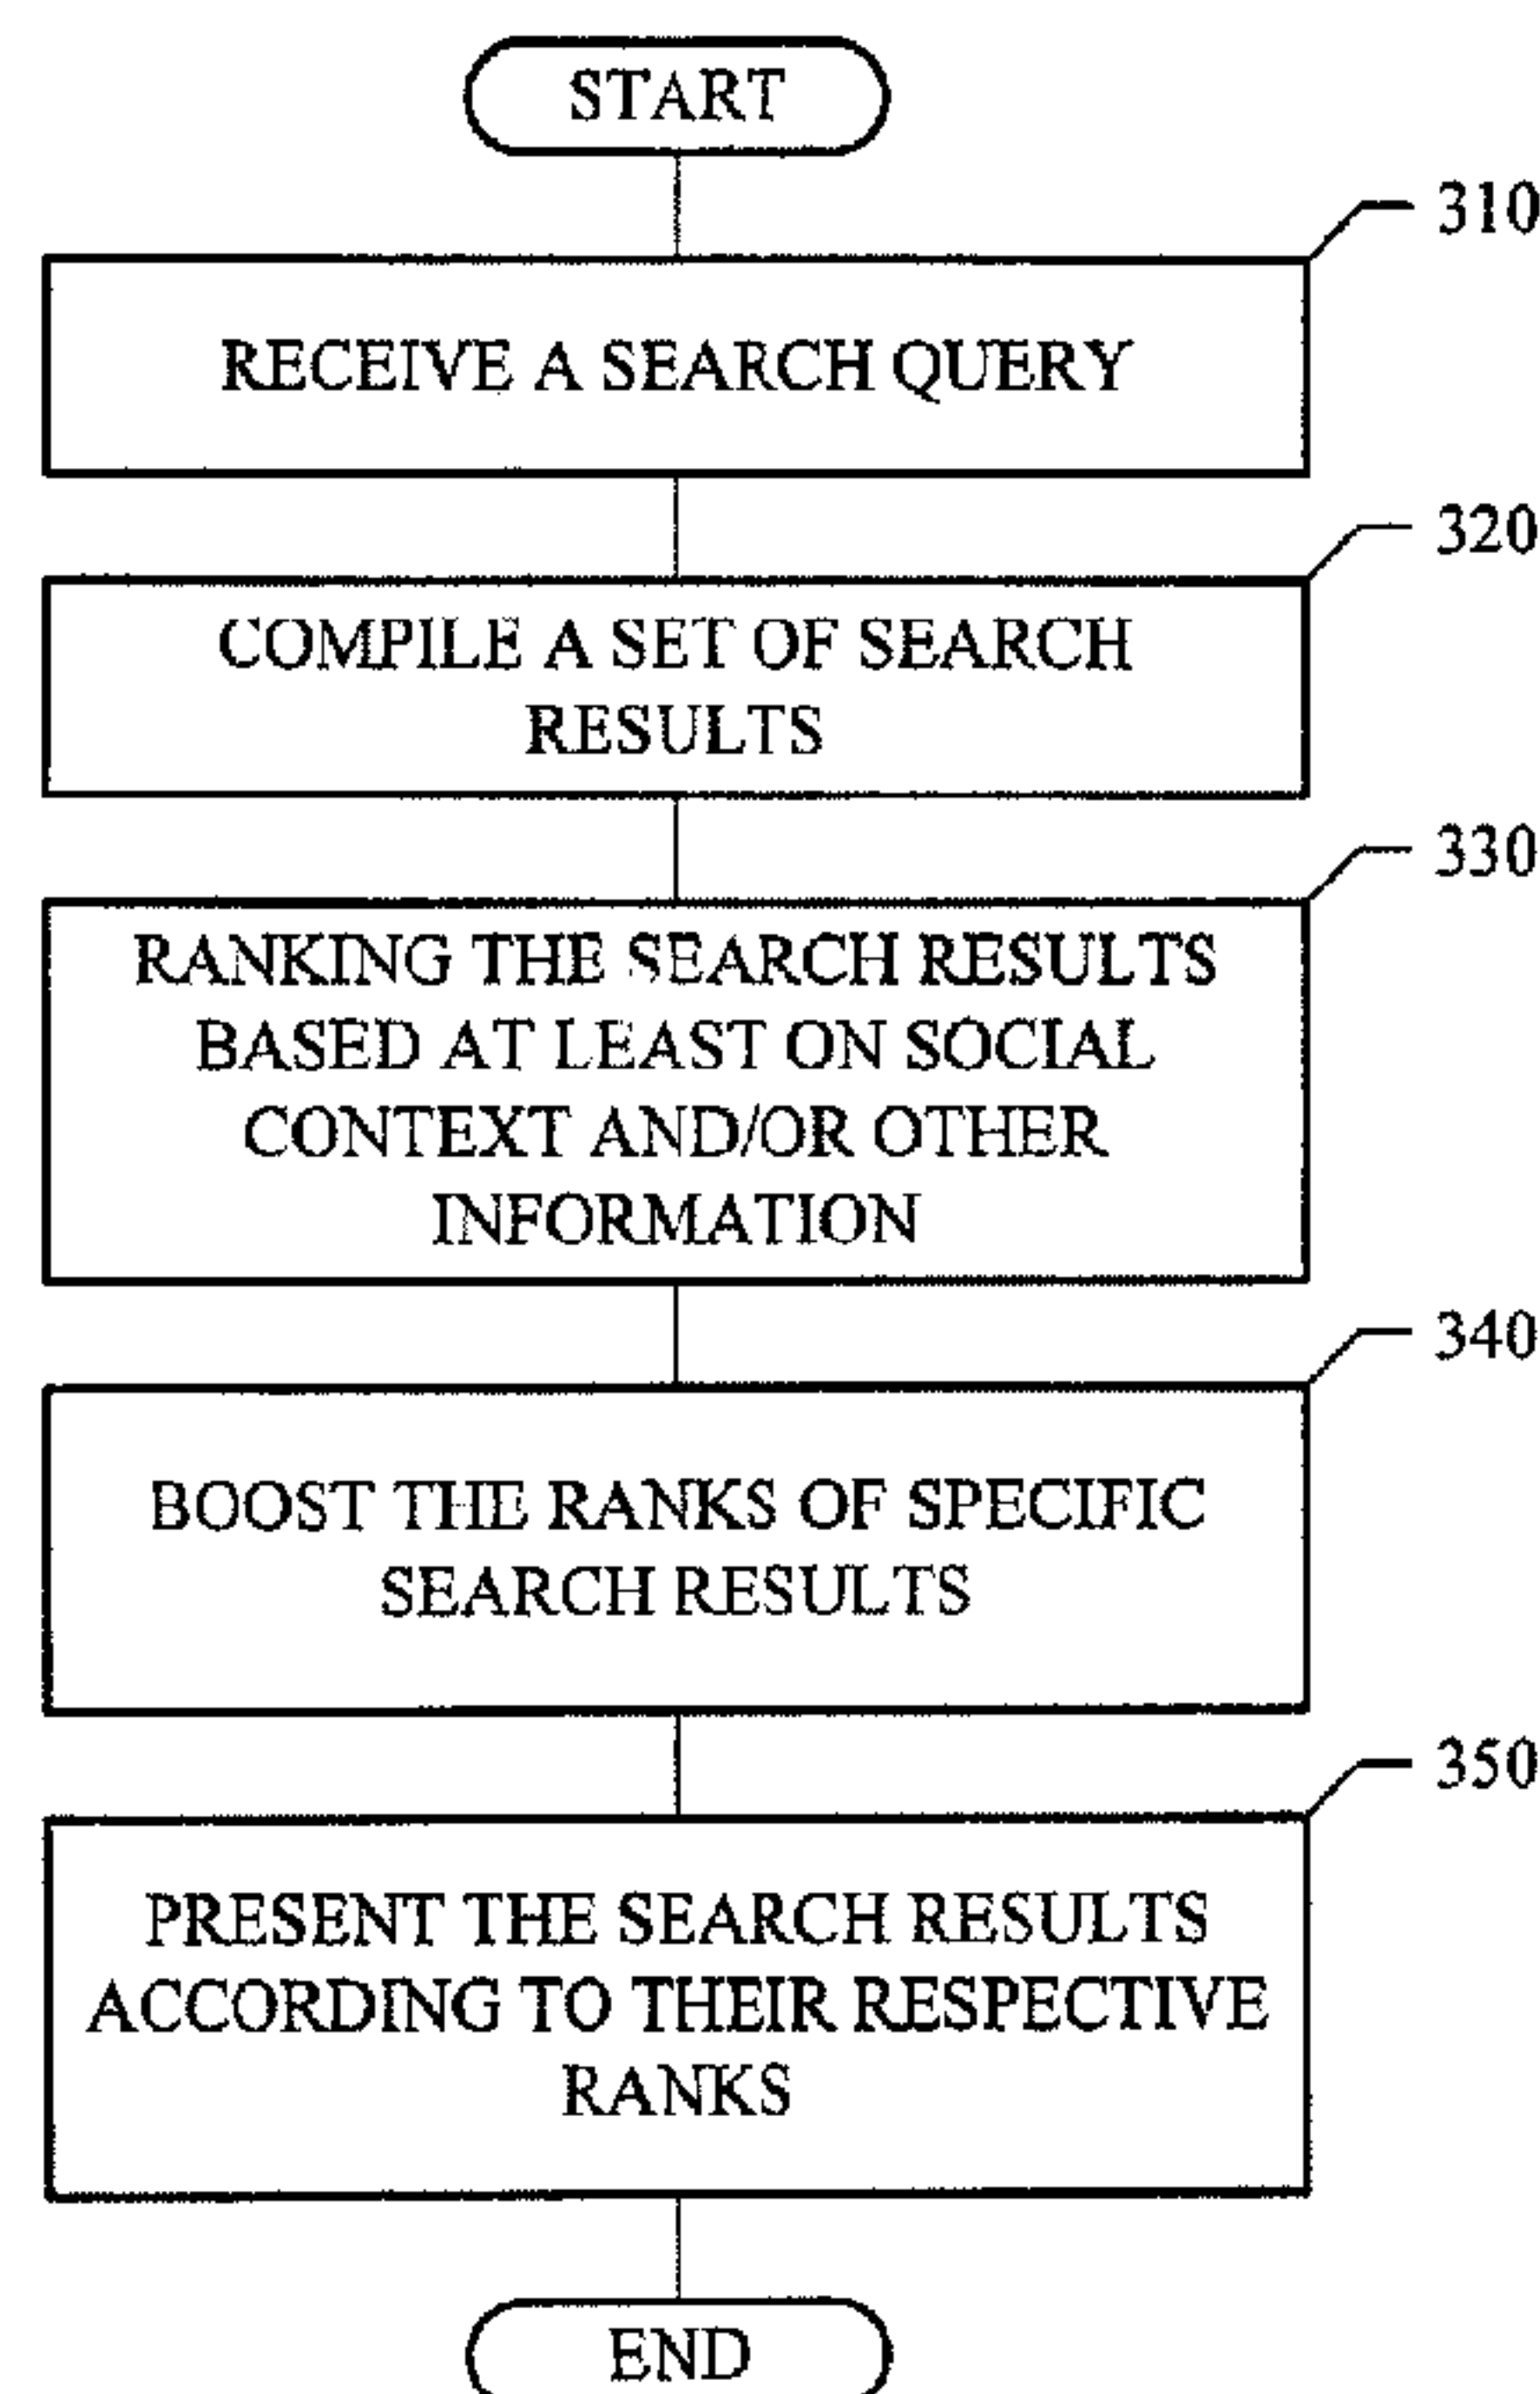 START
310
RECEIVE A SEARCH QUERY
320
COMPILE A SET OF SEARCH
RESULTS
330
RANKING THE SEARCH RESULTS
BASED AT LEAST ON SOCIAL
CONTEXT AND/OR OTHER
INFORMATION
340
BOOST THE RANKS OF SPECIFIC
SEARCH RESULTS
350
PRESENT THE SEARCH RESULTS
ACCORDING TO THEIR RESPECTIVE
RANKS
END